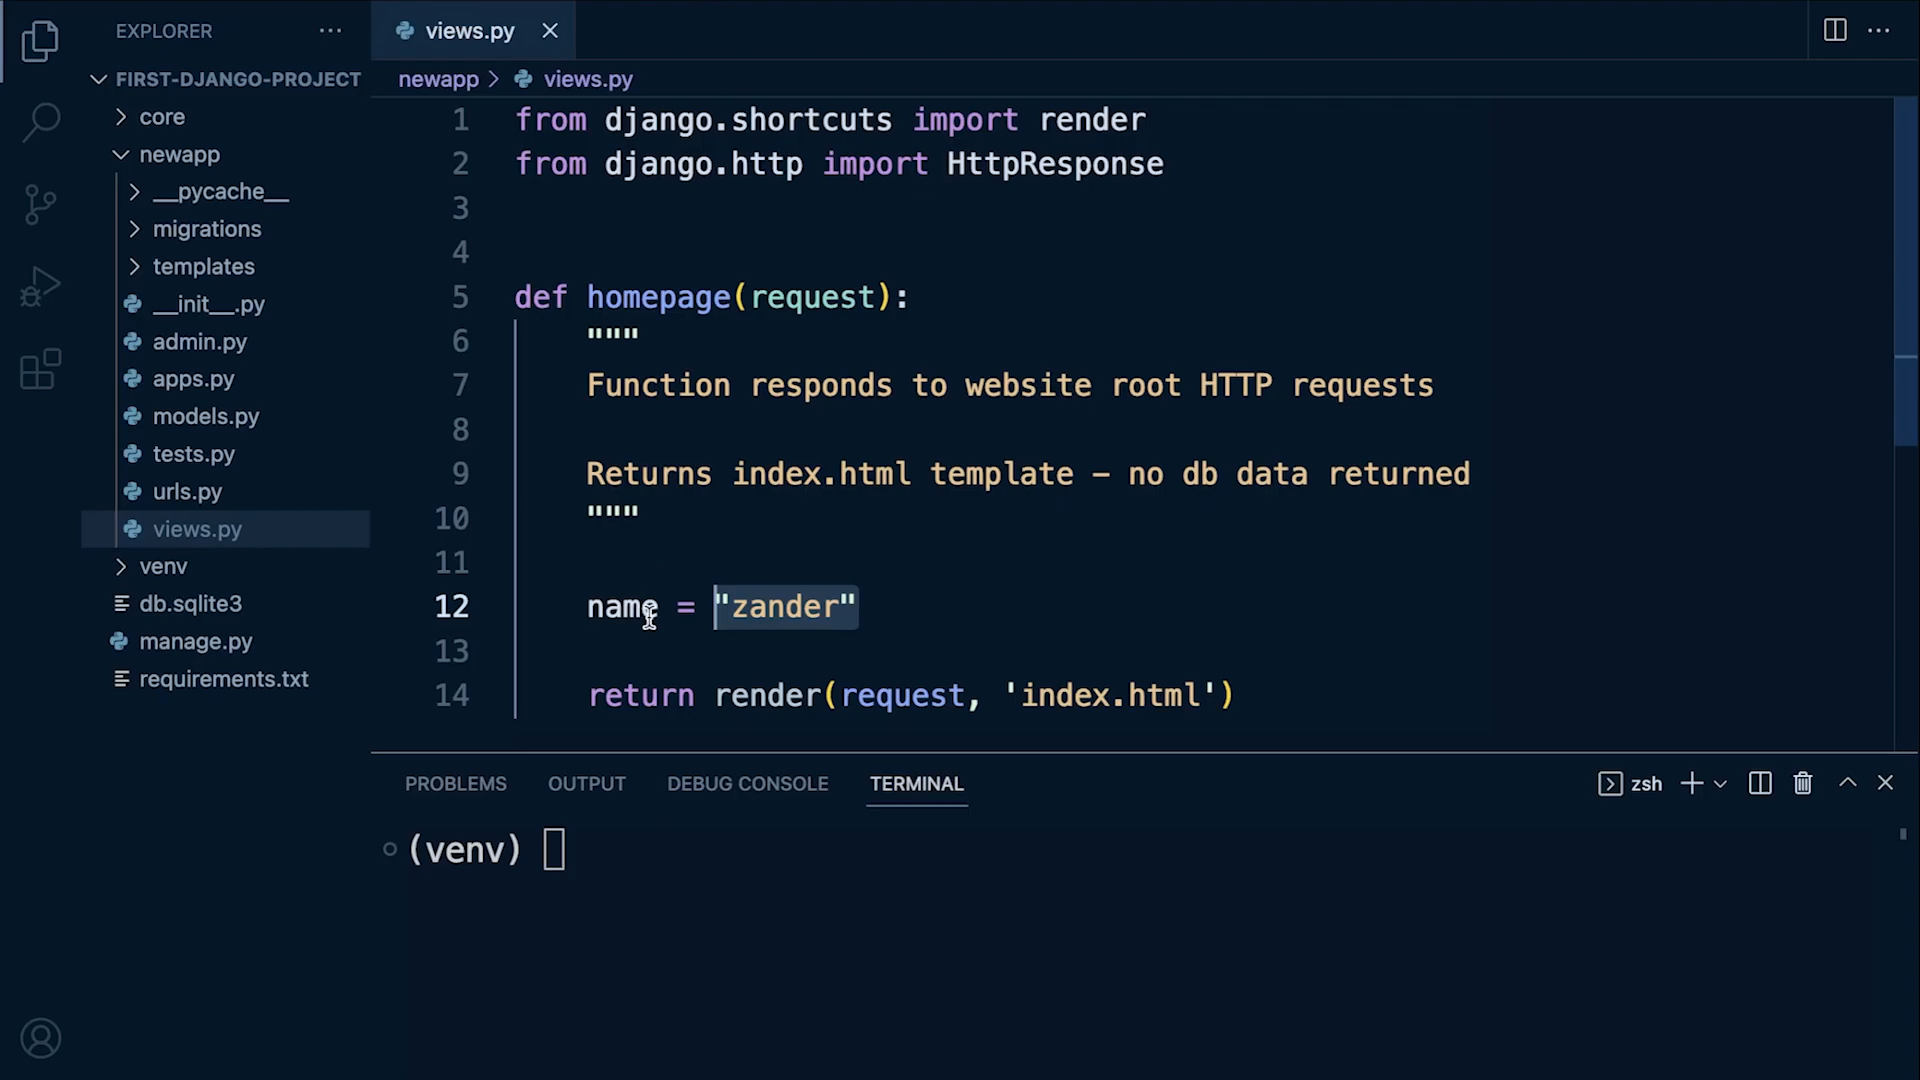 EXPLORER
FIRST-DJANGO-PROJECT
core
newapp
__pycache__
migrations
templates
__init__.py
admin.py
apps.py
models.py
tests.py
urls.py
views.py
venv
db.sqlite3
manage.py
requirements.txt
views.py
newapp > views.py
1 from django.shortcuts import render
2 from django.http import HttpResponse
3
4
5 def homepage(request):
6 """
7 Function responds to website root HTTP requests
8
9 Returns index.html template - no db data returned
10 """
11
12 name = "zander"
13
14 return render(request, 'index.html')
PROBLEMS OUTPUT DEBUG CONSOLE TERMINAL zsh
(venv)